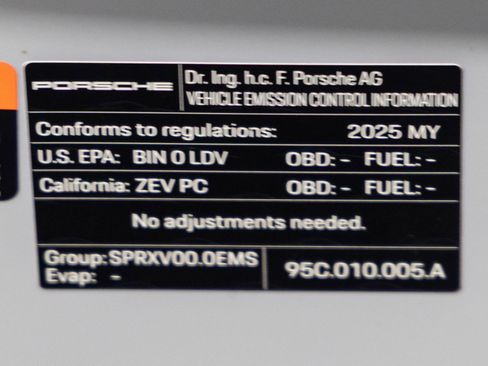 PORSCHE
Dr. Ing. h.c. F. Porsche AG
VEHICLE EMISSION CONTROL INFORMATION
Conforms to regulations: 2025 MY
U.S. EPA: BIN 0 LDV OBD: - FUEL: -
California: ZEV PC OBD: - FUEL: -
No adjustments needed.
Group: SPRXV00.0EMS
Evap: -
95C.010.005.A